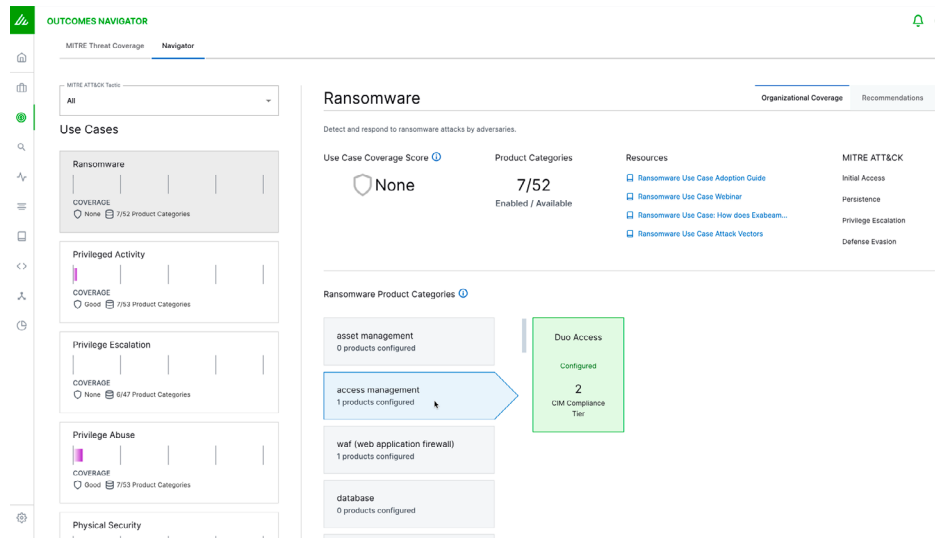 OUTCOMES NAVIGATOR
MITRE Threat Coverage
Navigator
MITRE ATT&CK Tactic
All
Use Cases
Ransomware
COVERAGE
None 7/52 Product Categories
Privileged Activity
COVERAGE
Good 7/53 Product Categories
Privilege Escalation
COVERAGE
None 6/47 Product Categories
Privilege Abuse
COVERAGE
Good 7/53 Product Categories
Physical Security
Ransomware
Organizational Coverage
Recommendations
Detect and respond to ransomware attacks by adversaries.
Use Case Coverage Score
None
Product Categories
7/52
Enabled / Available
Resources
Ransomware Use Case Adoption Guide
Ransomware Use Case Webinar
Ransomware Use Case: How does Exabeam...
Ransomware Use Case Attack Vectors
MITRE ATT&CK
Initial Access
Persistence
Privilege Escalation
Defense Evasion
Ransomware Product Categories
asset management
0 products configured
access management
1 products configured
waf (web application firewall)
1 products configured
database
0 products configured
Duo Access
Configured
2
CIM Compliance
Tier